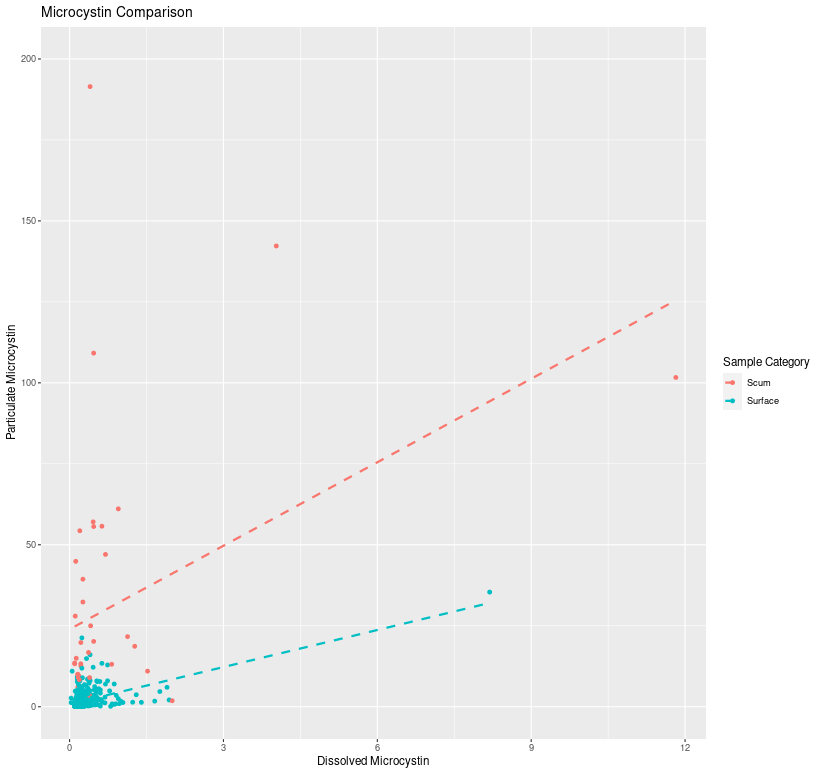 Microcystin Comparison
Particulate Microcystin
200
150
100
50
0
0 3 6 9 12
Dissolved Microcystin
Sample Category
Scum
Surface